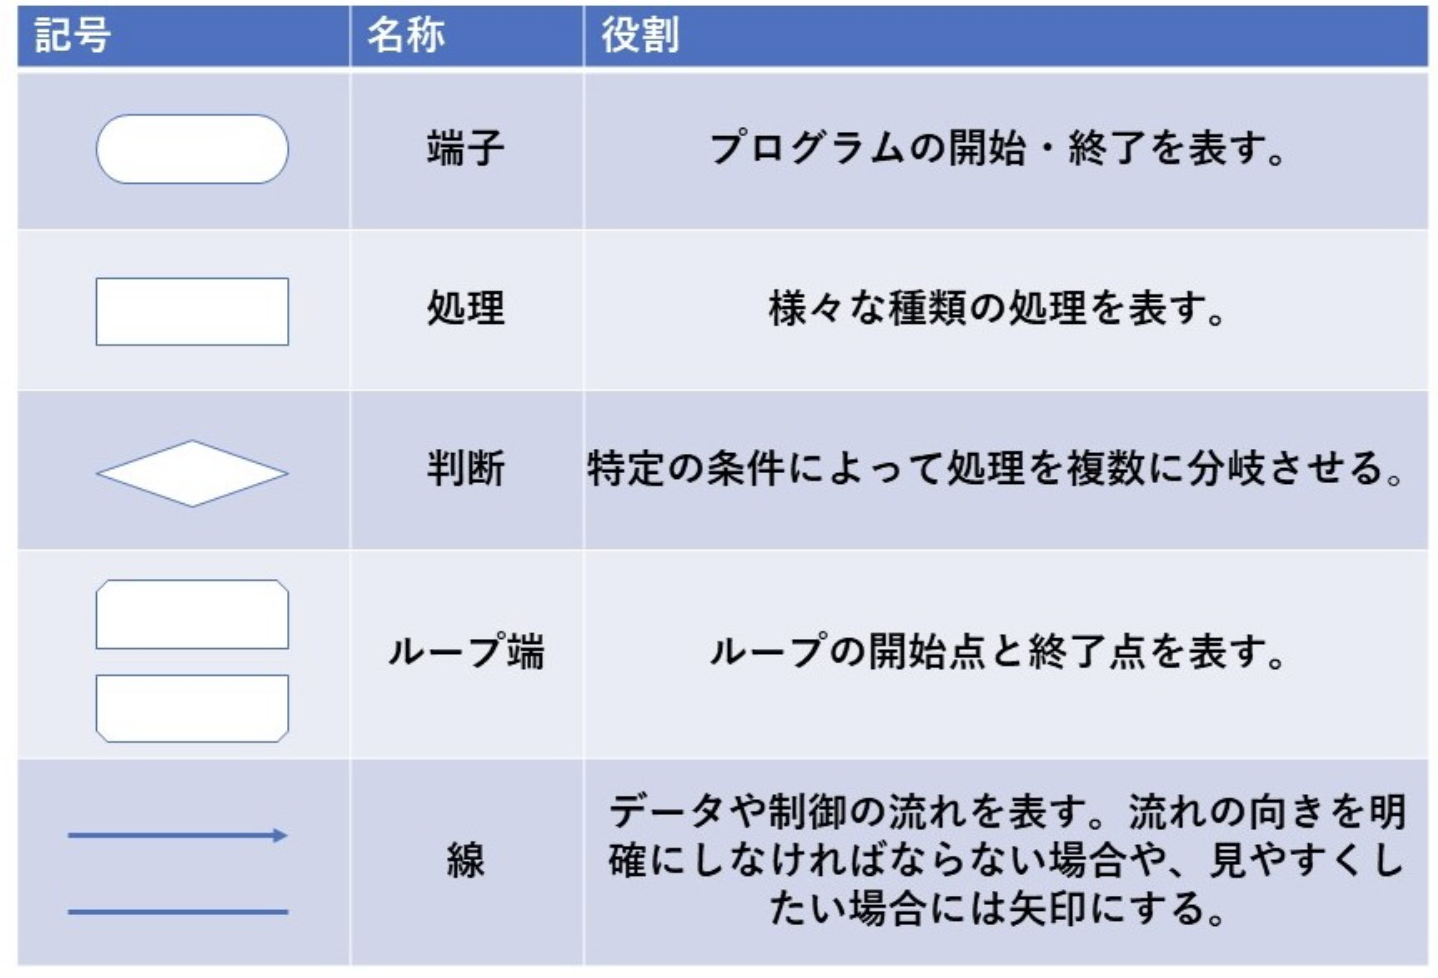 記号 名称 役割
端子 プログラムの開始・終了を表す。
処理 様々な種類の処理を表す。
判断 特定の条件によって処理を複数に分岐させる。
ループ端 ループの開始点と終了点を表す。
データや制御の流れを表す。流れの向きを明
線 確にしなければならない場合や、見やすくし
たい場合には矢印にする。